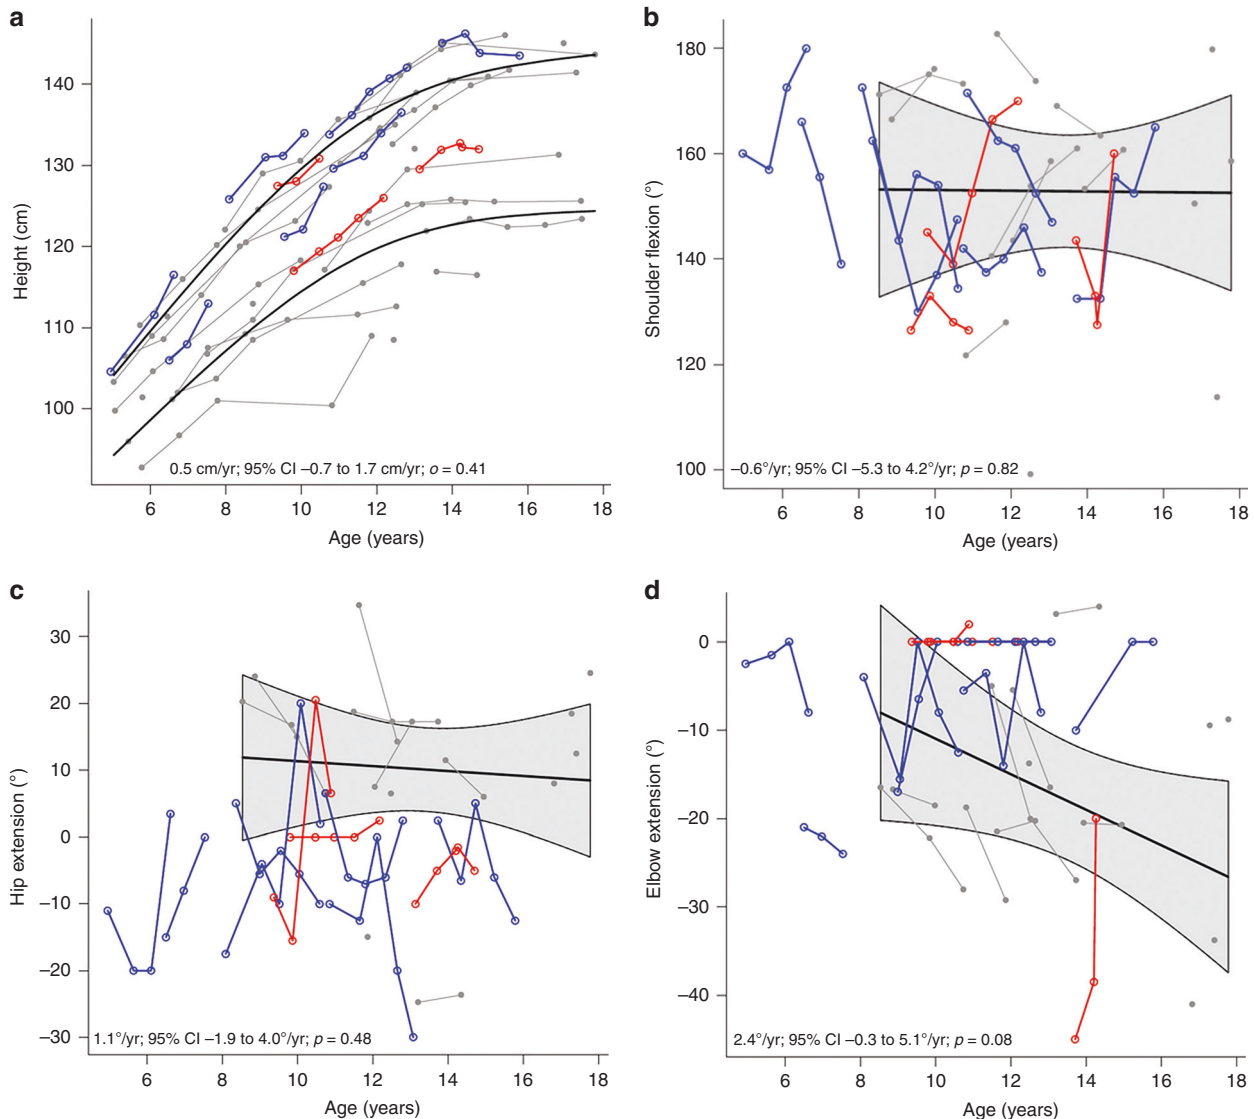 a
140
130
120
110
100
Height (cm)
0.5 cm/yr; 95% CI –0.7 to 1.7 cm/yr; o = 0.41
6 8 10 12 14 16 18
Age (years)
b
180
160
140
120
100
Shoulder flexion (°)
–0.6°/yr; 95% CI –5.3 to 4.2°/yr; p = 0.82
6 8 10 12 14 16 18
Age (years)
c
30
20
10
0
–10
–20
–30
Hip extension (°)
1.1°/yr; 95% CI –1.9 to 4.0°/yr; p = 0.48
6 8 10 12 14 16 18
Age (years)
d
0
–10
–20
–30
–40
Elbow extension (°)
2.4°/yr; 95% CI –0.3 to 5.1°/yr; p = 0.08
6 8 10 12 14 16 18
Age (years)